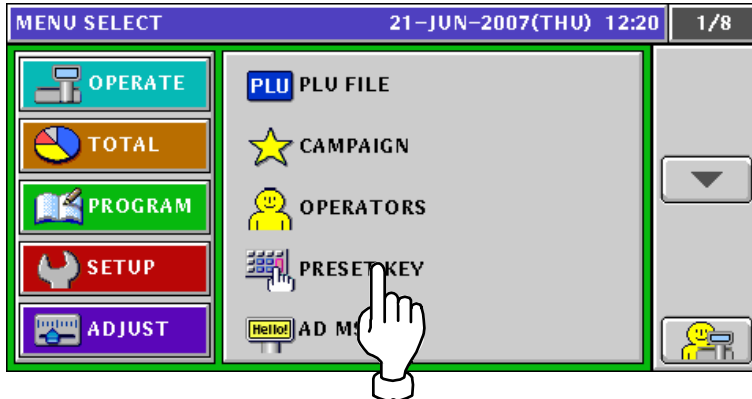 MENU SELECT 21-JUN-2007(THU) 12:20 1/8
OPERATE
TOTAL
PROGRAM
SETUP
ADJUST
PLU PLU FILE
CAMPAIGN
OPERATORS
PRESET KEY
Hello! AD